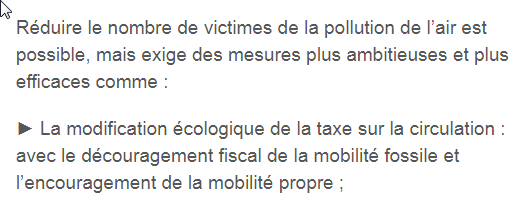 Réduire le nombre de victimes de la pollution de l’air est
possible, mais exige des mesures plus ambitieuses et plus
efficaces comme :
► La modification écologique de la taxe sur la circulation :
avec le découragement fiscal de la mobilité fossile et
l’encouragement de la mobilité propre ;